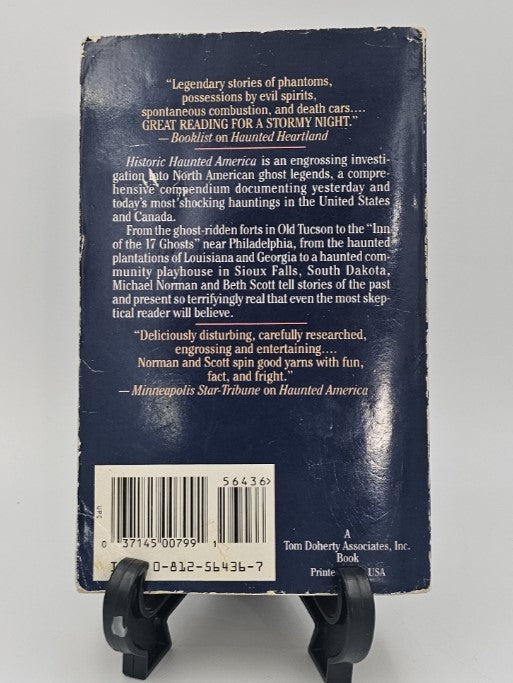 “Legendary stories of phantoms,
possessions by evil spirits,
spontaneous combustion, and death cars....
GREAT READING FOR A STORMY NIGHT.”
— Booklist on Haunted Heartland
Historic Haunted America is an engrossing investi-
gation into North American ghost legends, a compre-
hensive compendium documenting yesterday and
today's most shocking hauntings in the United States
and Canada.
From the ghost-ridden forts in Old Tucson to the “Inn
of the 17 Ghosts” near Philadelphia, from the haunted
plantations of Louisiana and Georgia to a haunted com-
munity playhouse in Sioux Falls, South Dakota,
Michael Norman and Beth Scott tell stories of the past
and present so terrifyingly real that even the most skep-
tical reader will believe.
“Deliciously disturbing, carefully researched,
engrossing and entertaining....
Norman and Scott spin good yarns with fun,
fact, and fright.”
— Minneapolis Star-Tribune on Haunted America
56436>
UPC
0 37145 00799 1
0-812-56436-7
A
Tom Doherty Associates, Inc.
Book
Printe USA